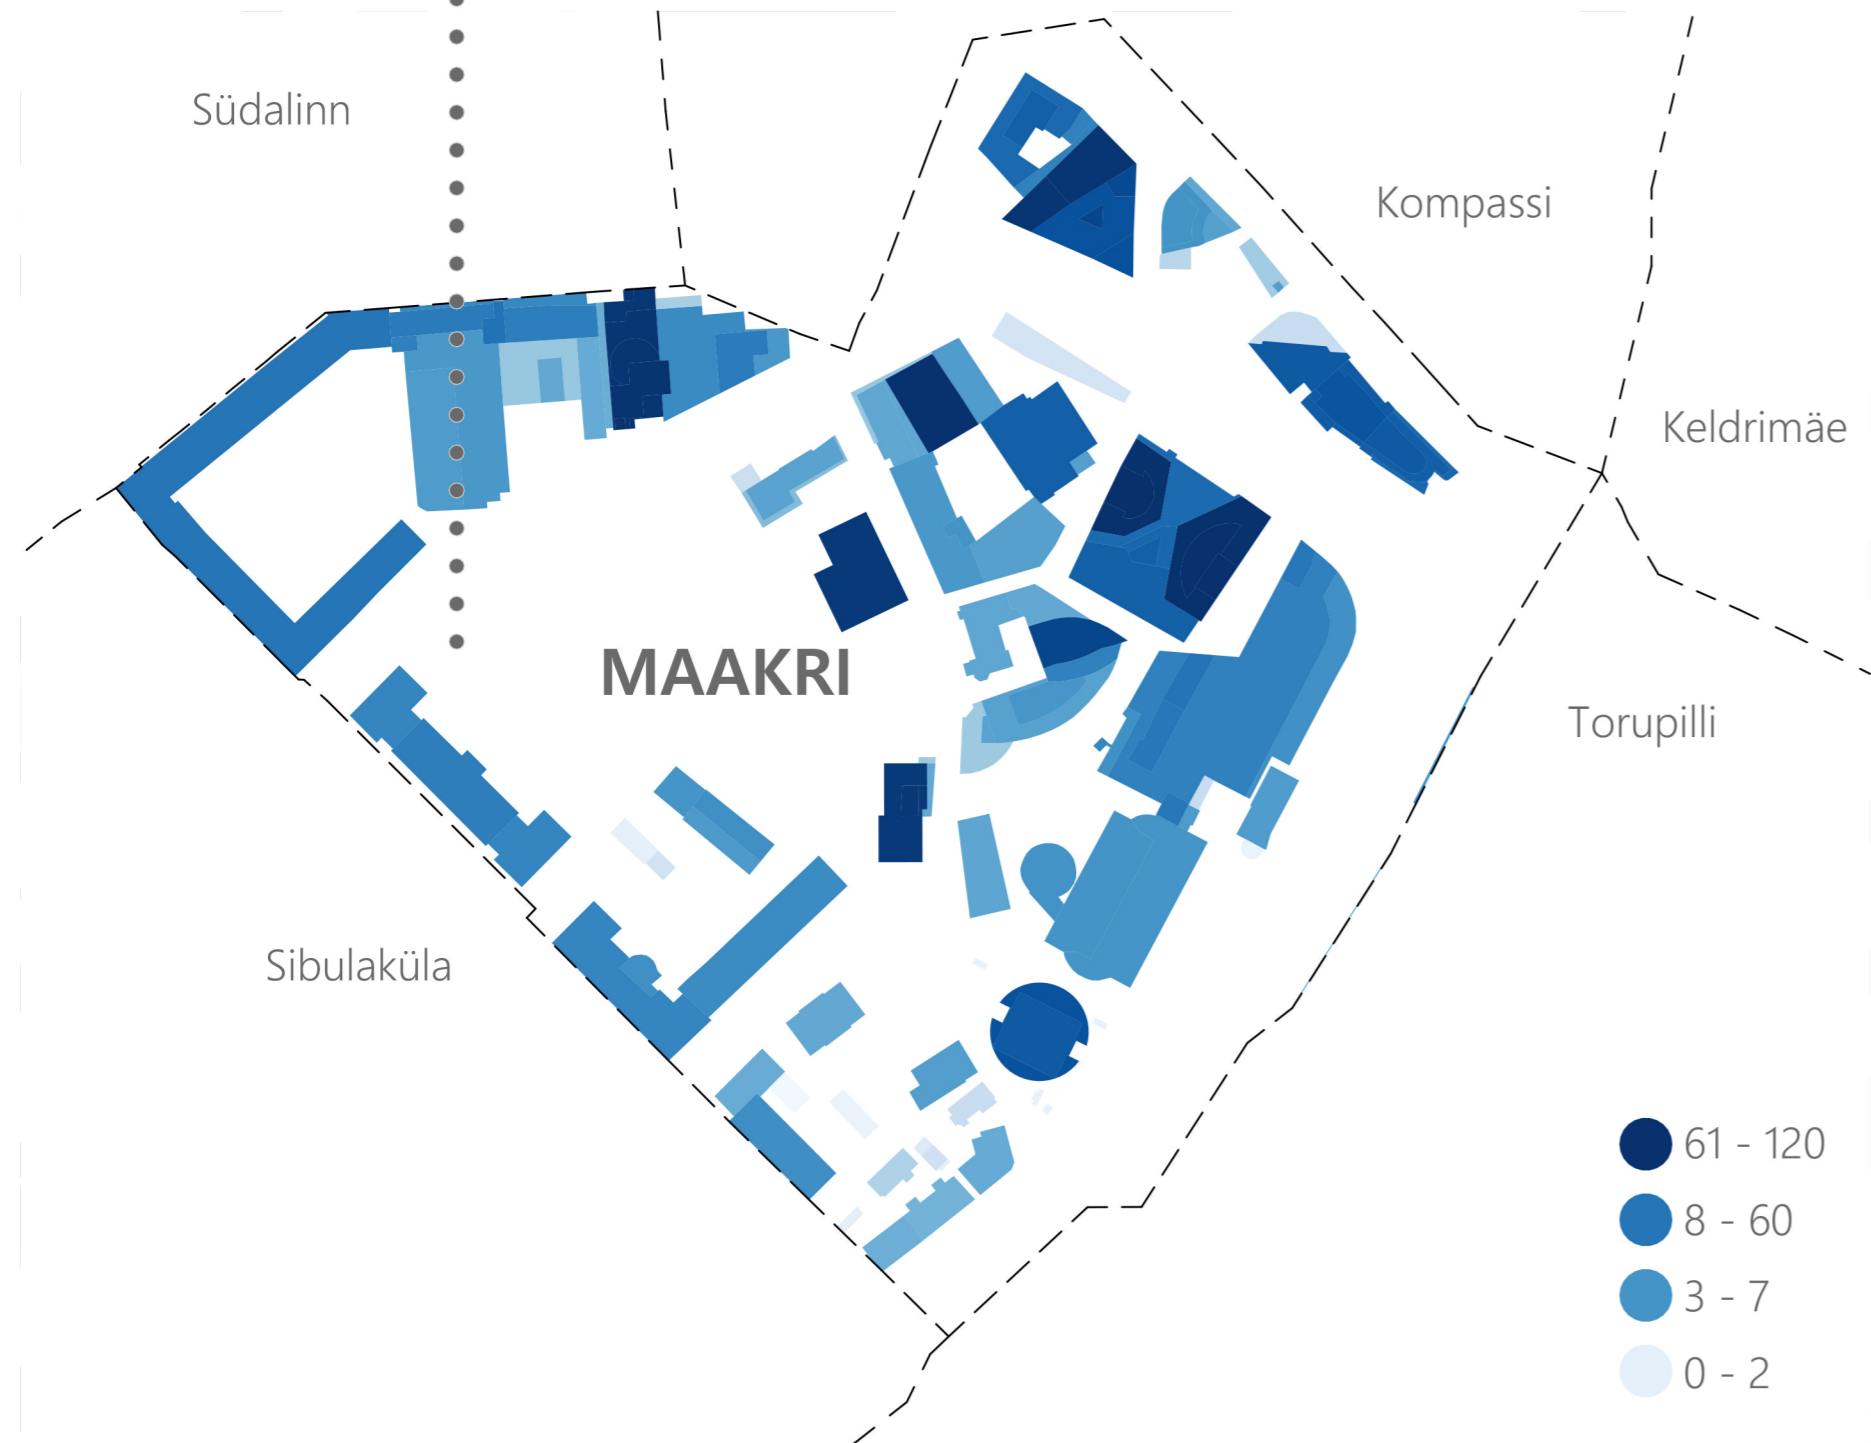 Südalinn
Kompassi
Keldrimäe
MAAKRI
Torupilli
Sibulaküla
61 - 120
8 - 60
3 - 7
0 - 2